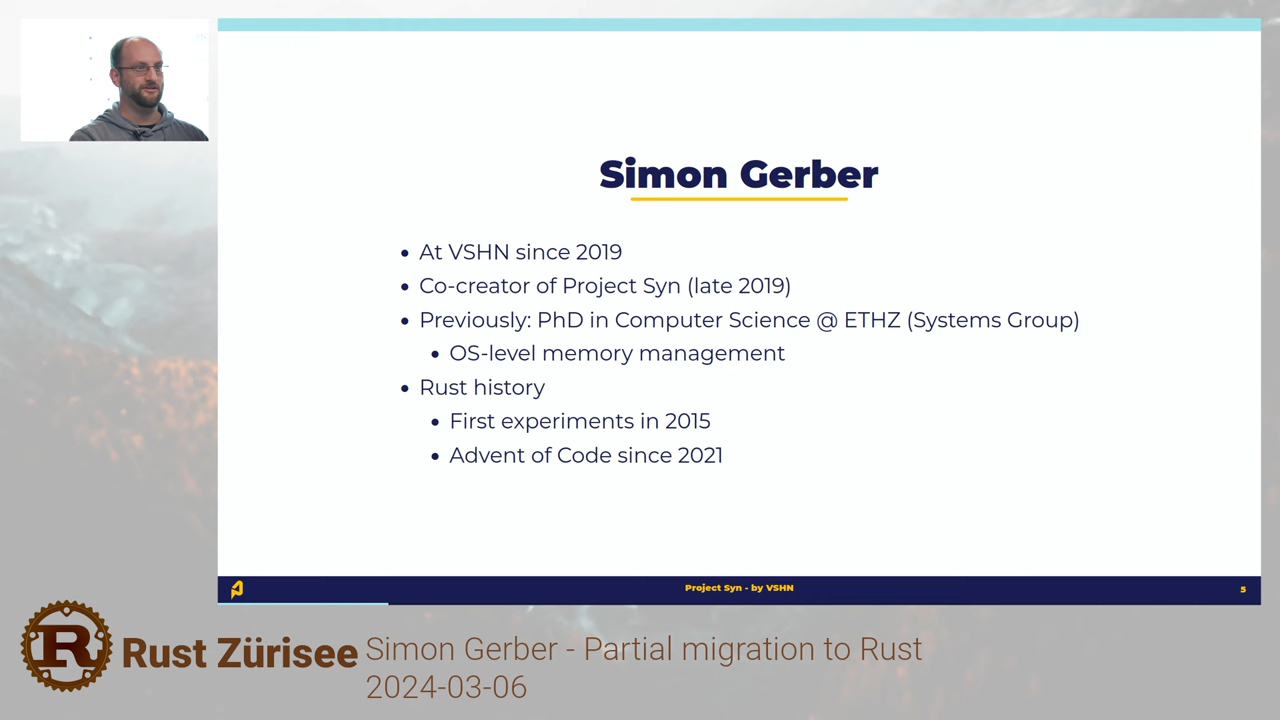 Simon Gerber
At VSHN since 2019
Co-creator of Project Syn (late 2019)
Previously: PhD in Computer Science @ ETHZ (Systems Group)
OS-level memory management
Rust history
First experiments in 2015
Advent of Code since 2021
Project Syn - by VSHN
5
R
Rust Zürisee
Simon Gerber - Partial migration to Rust
2024-03-06